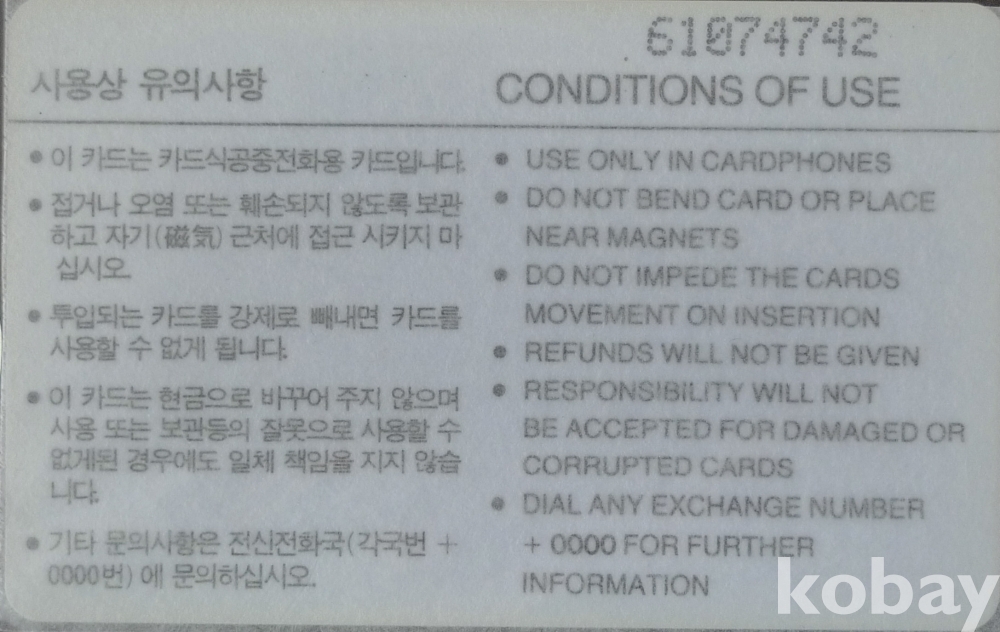 61074742
사용상 유의사항
• 이 카드는 카드식공중전화용 카드입니다.
• 접거나 오염 또는 훼손되지 않도록 보관
하고 자기(磁気) 근처에 접근 시키지 마
십시오.
• 투입되는 카드를 강제로 빼내면 카드를
사용할 수 없게 됩니다.
• 이 카드는 현금으로 바꾸어 주지 않으며
사용 또는 보관등의 잘못으로 사용할 수
없게된 경우에도 일체 책임을 지지 않습
니다.
• 기타 문의사항은 전신전화국(각국번 +
0000번) 에 문의하십시오.
CONDITIONS OF USE
• USE ONLY IN CARDPHONES
• DO NOT BEND CARD OR PLACE
NEAR MAGNETS
• DO NOT IMPEDE THE CARDS
MOVEMENT ON INSERTION
• REFUNDS WILL NOT BE GIVEN
• RESPONSIBILITY WILL NOT
BE ACCEPTED FOR DAMAGED OR
CORRUPTED CARDS
• DIAL ANY EXCHANGE NUMBER
+ 0000 FOR FURTHER
INFORMATION
kobay